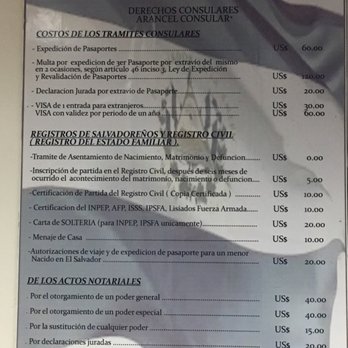 DERECHOS CONSULARES
ARANCEL CONSULAR*
COSTOS DE LOS TRAMITES CONSULARES
- Expedición de Pasaportes US$ 60.00
- Multa por expedicion de 3er Pasaporte por extravio del mismo
en 2 ocasiones, según articulo 46 inciso 3, Ley de Expedición
y Revalidación de Pasaportes US$ 120.00
- Declaracion Jurada por extravio de Pasaporte US$ 20.00
- VISA de 1 entrada para extranjeros US$ 30.00
VISA con validez por periodo de un año US$ 60.00
REGISTROS DE SALVADOREÑOS Y REGISTRO CIVIL
( REGISTRO DEL ESTADO FAMILIAR ).
-Tramite de Asentamiento de Nacimiento, Matrimonio y Defuncion US$ 0.00
-Inscripción de partida en el Registro Civil, después de seis meses de
ocurrido el acontecimiento del matrimonio, nacimiento o defuncion US$ 5.00
- Certificación de Partida del Registro Civil ( Copia Certificada ) US$ 10.00
- Certificacion del INPEP, AFP, ISSS, IPSFA, Lisiados Fuerza Armada US$ 10.00
- Carta de SOLTERIA (para INPEP, IPSFA unicamente) US$ 20.00
- Menaje de Casa US$ 10.00
-Autorizaciones de viaje y de expedicion de pasaporte para un menor
Nacido en El Salvador US$ 20.00
DE LOS ACTOS NOTARIALES
- Por el otorgamiento de un poder general US$ 40.00
- Por el otorgamiento de un poder especial US$ 40.00
- Por la sustitución de cualquier poder US$ 15.00
- Por declaraciones juradas US$ 20.00